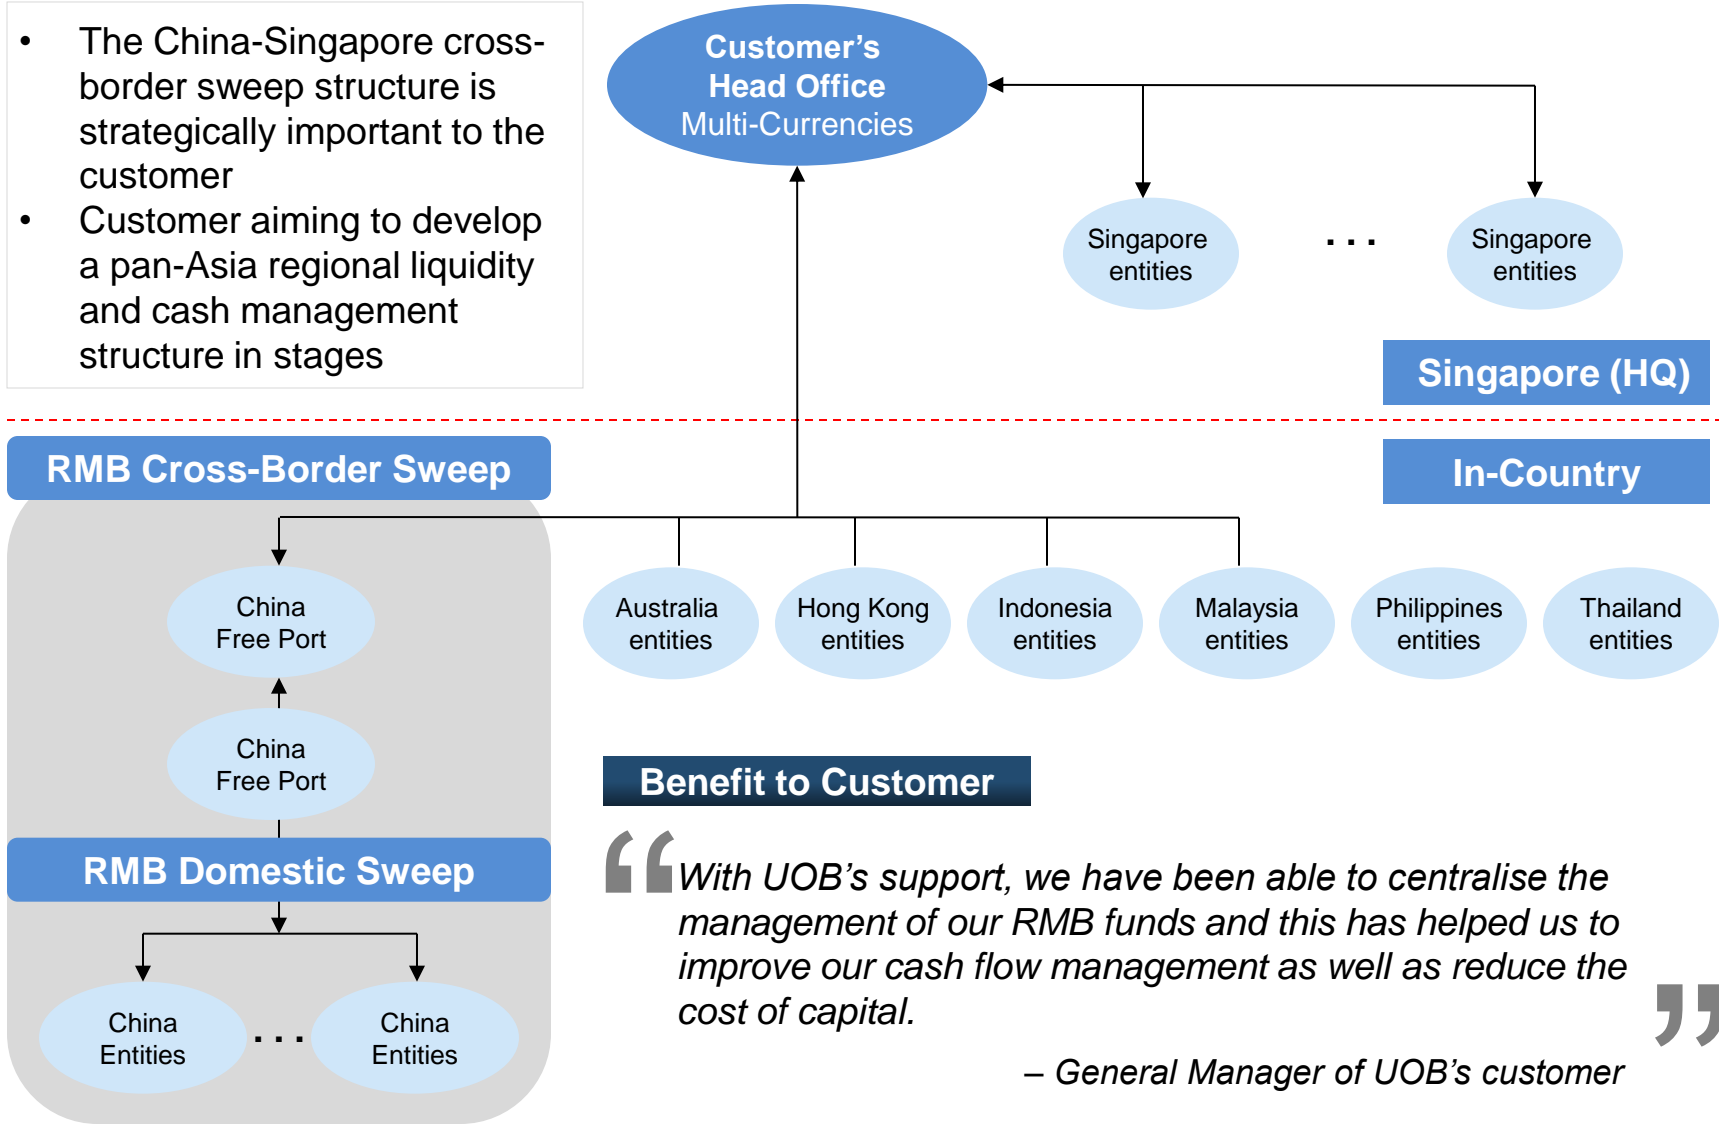 • The China-Singapore cross-
border sweep structure is
strategically important to the
customer
• Customer aiming to develop
a pan-Asia regional liquidity
and cash management
structure in stages
Customer’s
Head Office
Multi-Currencies
Singapore
entities
. . .
Singapore
entities
Singapore (HQ)
RMB Cross-Border Sweep
In-Country
China
Free Port
Australia
entities
Hong Kong
entities
Indonesia
entities
Malaysia
entities
Philippines
entities
Thailand
entities
China
Free Port
RMB Domestic Sweep
China
Entities
. . .
China
Entities
Benefit to Customer
“With UOB’s support, we have been able to centralise the
management of our RMB funds and this has helped us to
improve our cash flow management as well as reduce the
cost of capital.”
– General Manager of UOB’s customer